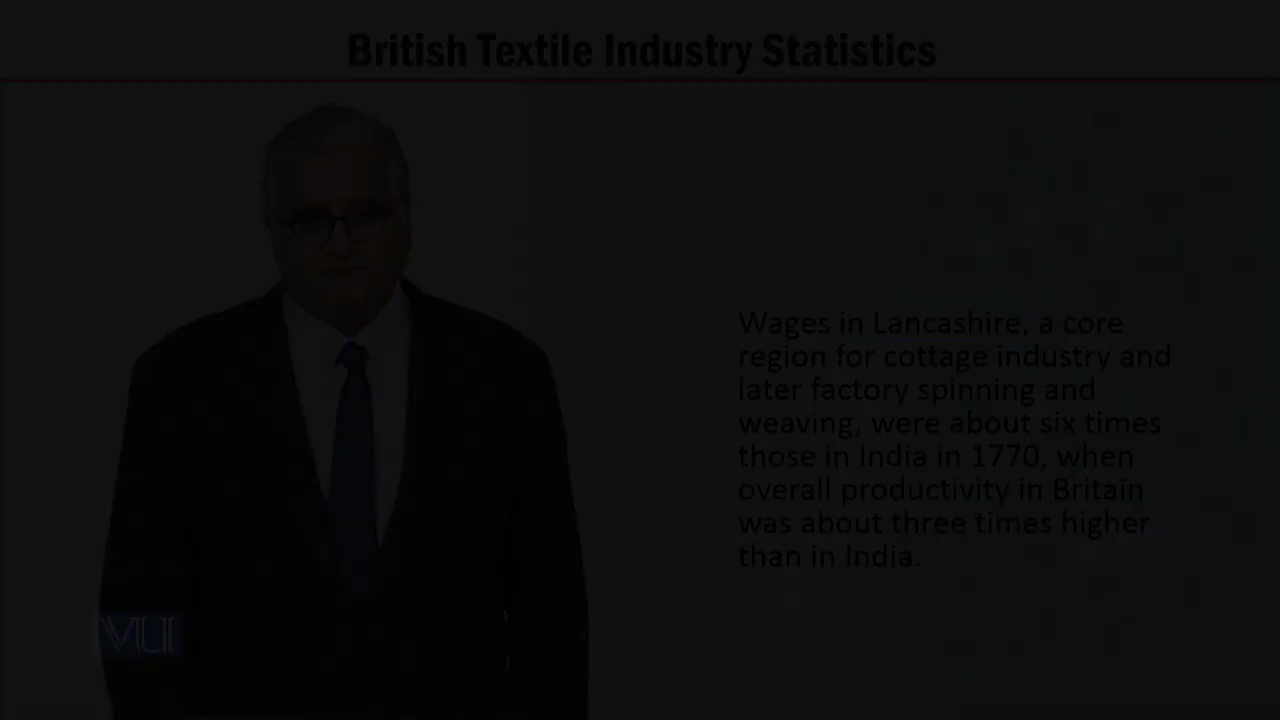 British Textile Industry Statistics
Wages in Lancashire, a core
region for cottage industry and
later factory spinning and
weaving, were about six times
those in India in 1770, when
overall productivity in Britain
was about three times higher
than in India.
VU